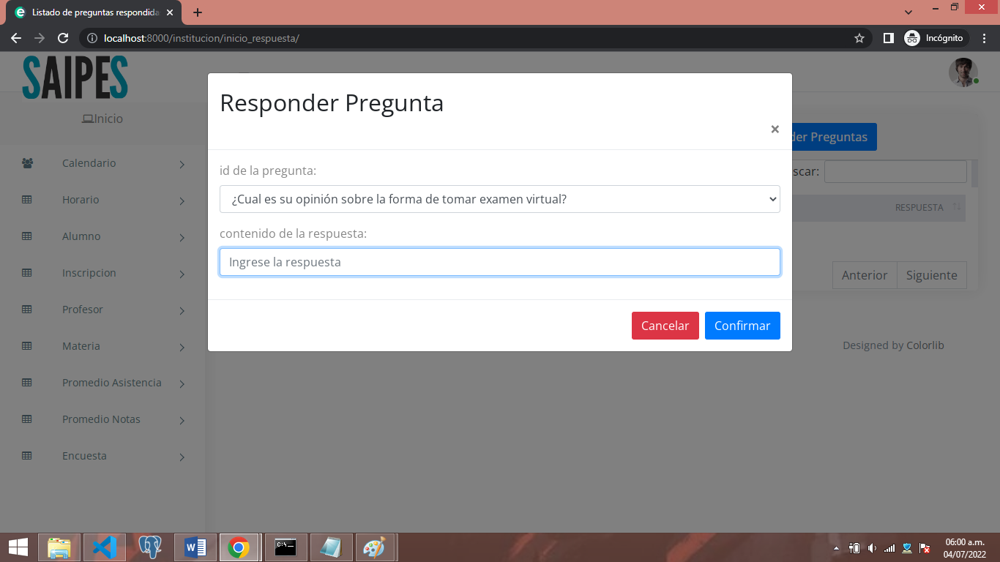 Listado de preguntas respondida
localhost:8000/institucion/inicio_respuesta/
Incógnito
SAIPES
Inicio
Calendario
Horario
Alumno
Inscripcion
Profesor
Materia
Promedio Asistencia
Promedio Notas
Encuesta
Responder Pregunta
×
id de la pregunta:
¿Cual es su opinión sobre la forma de tomar examen virtual?
contenido de la respuesta:
Ingrese la respuesta
Cancelar
Confirmar
der Preguntas
scar:
RESPUESTA
Anterior
Siguiente
Designed by Colorlib
06:00 a.m.
04/07/2022